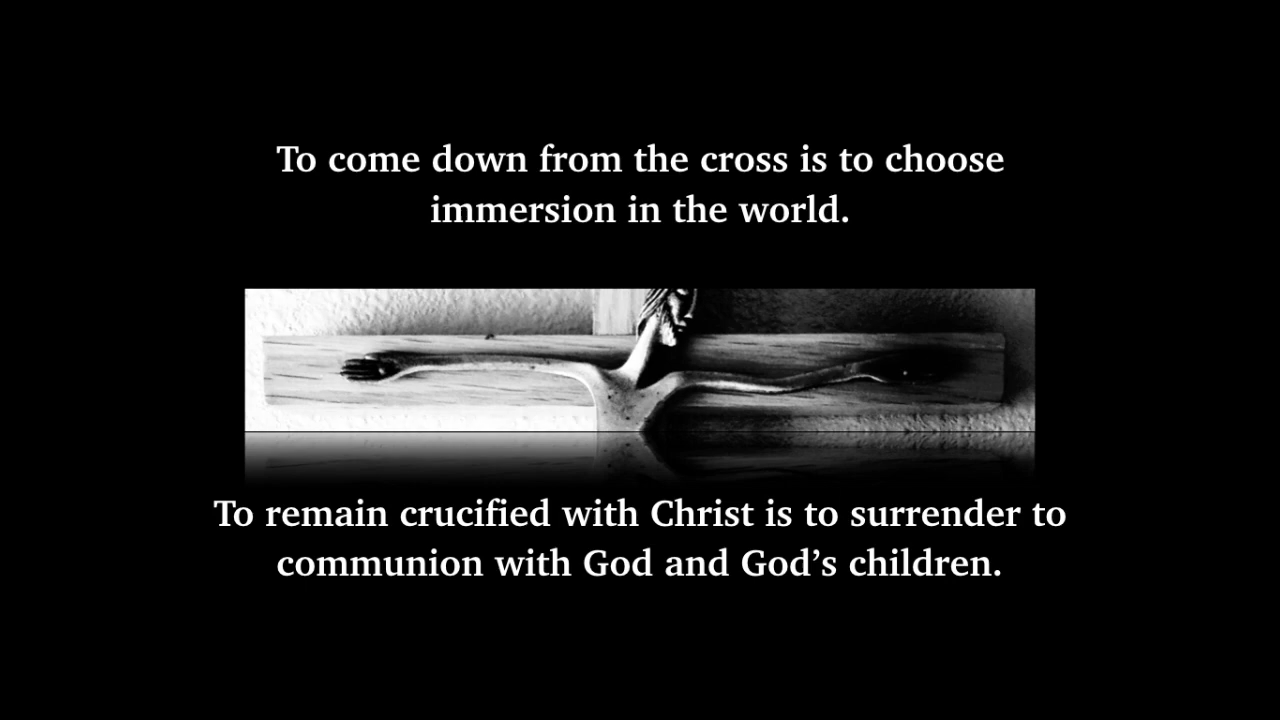 To come down from the cross is to choose
immersion in the world.
To remain crucified with Christ is to surrender to
communion with God and God’s children.